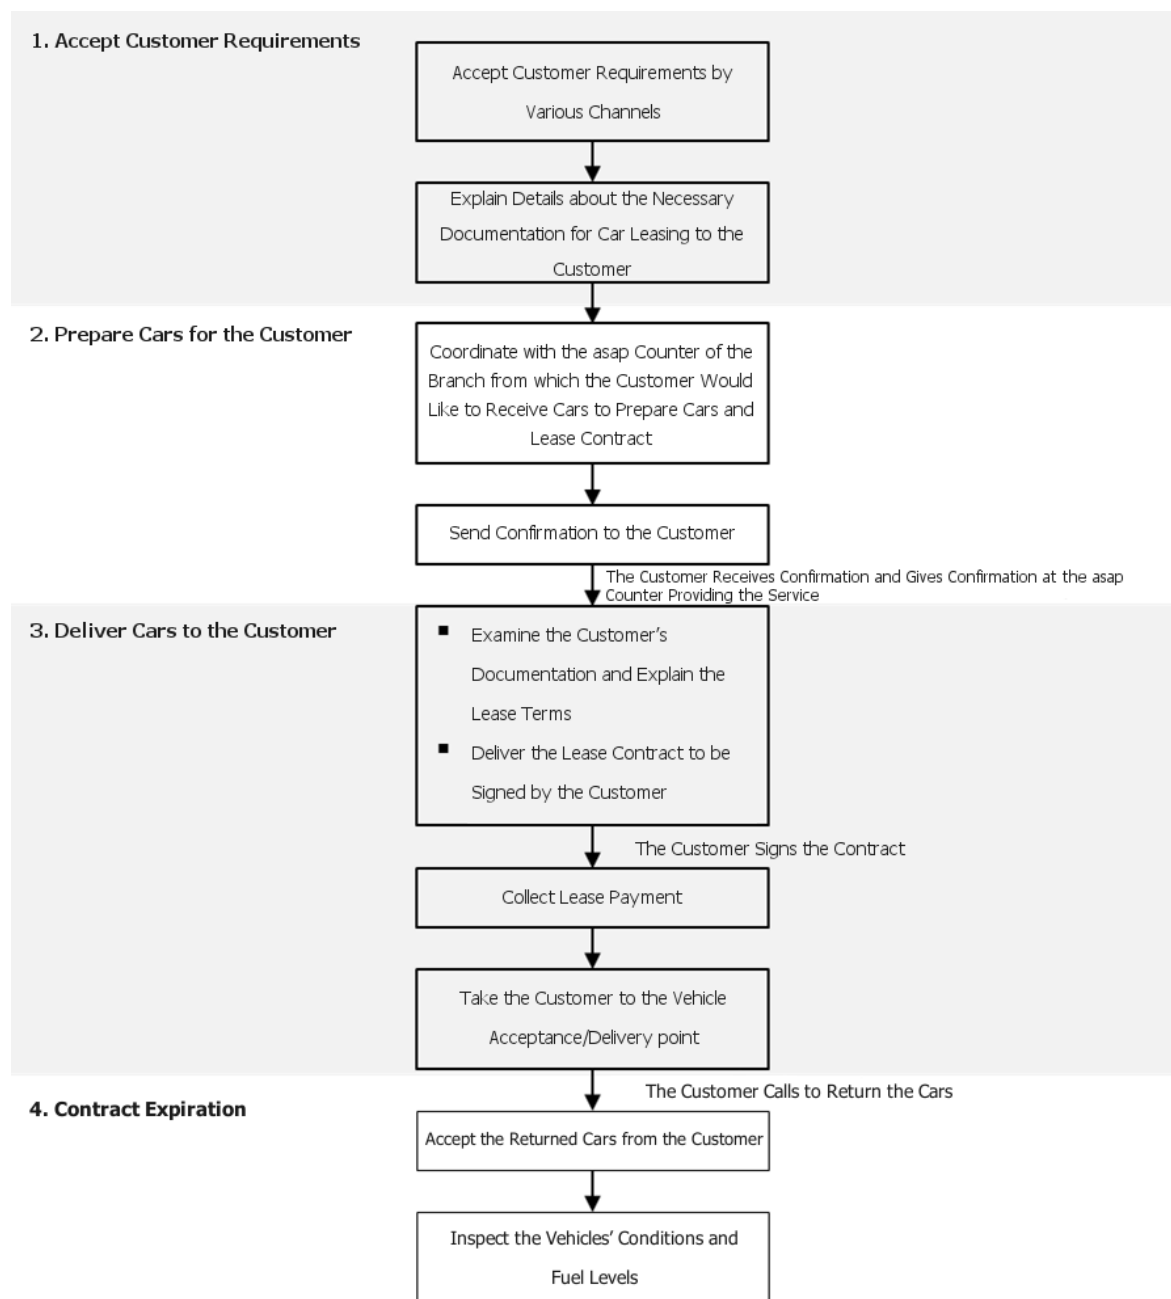 1. Accept Customer Requirements
Accept Customer Requirements by
Various Channels
Explain Details about the Necessary
Documentation for Car Leasing to the
Customer
2. Prepare Cars for the Customer
Coordinate with the asap Counter of the
Branch from which the Customer Would
Like to Receive Cars to Prepare Cars and
Lease Contract
Send Confirmation to the Customer
The Customer Receives Confirmation and Gives Confirmation at the asap
Counter Providing the Service
3. Deliver Cars to the Customer
▪ Examine the Customer's
Documentation and Explain the
Lease Terms
▪ Deliver the Lease Contract to be
Signed by the Customer
The Customer Signs the Contract
Collect Lease Payment
Take the Customer to the Vehicle
Acceptance/Delivery point
The Customer Calls to Return the Cars
4. Contract Expiration
Accept the Returned Cars from the Customer
Inspect the Vehicles' Conditions and
Fuel Levels